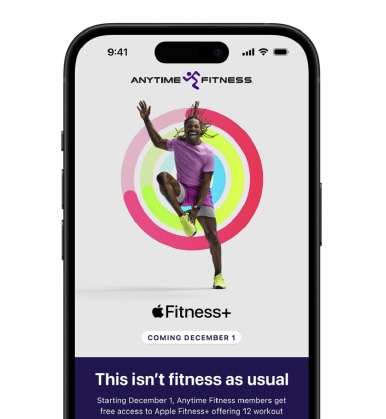 9:41
ANYTIME FITNESS
Fitness+
COMING DECEMBER 1
This isn't fitness as usual
Starting December 1, Anytime Fitness members get
free access to Apple Fitness+ offering 12 workout